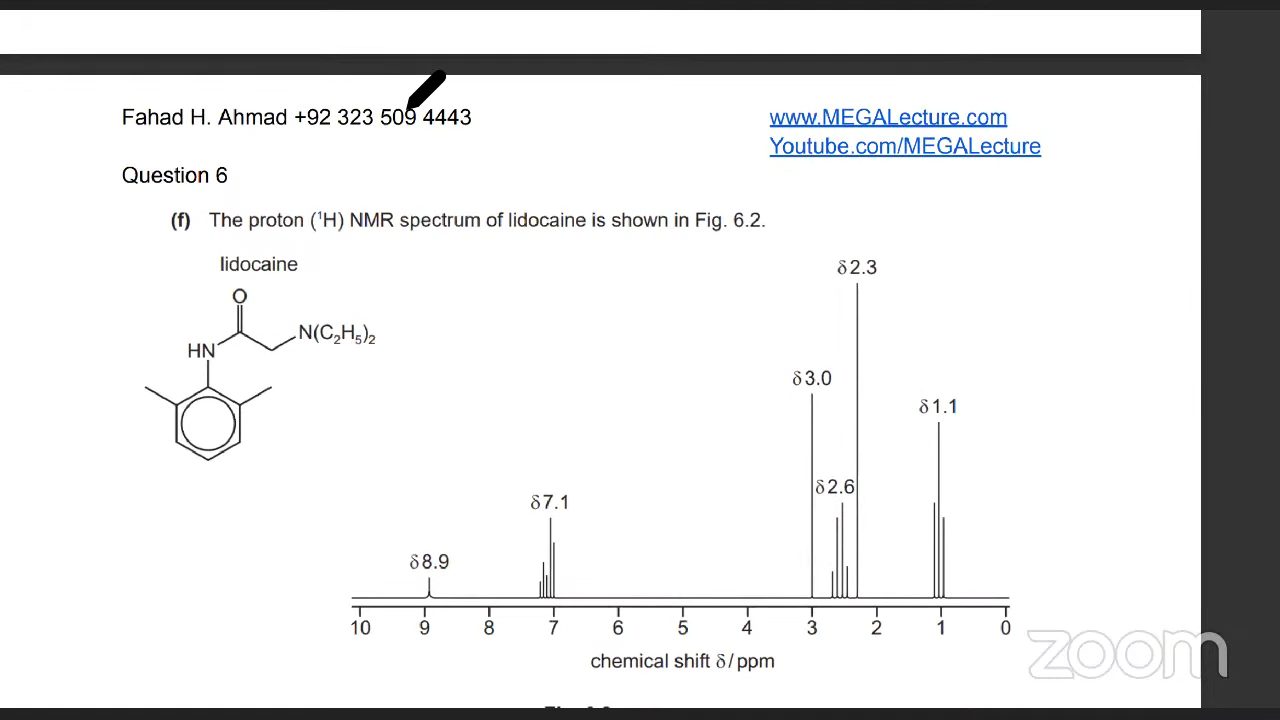 Fahad H. Ahmad +92 323 509 4443
www.MEGALecture.com
Youtube.com/MEGALecture
Question 6
(f) The proton (¹H) NMR spectrum of lidocaine is shown in Fig. 6.2.
lidocaine
O
N(C₂H₅)₂
HN
δ2.3
δ3.0
δ1.1
δ2.6
δ7.1
δ8.9
10 9 8 7 6 5 4 3 2 1 0
chemical shift δ/ppm
zoom